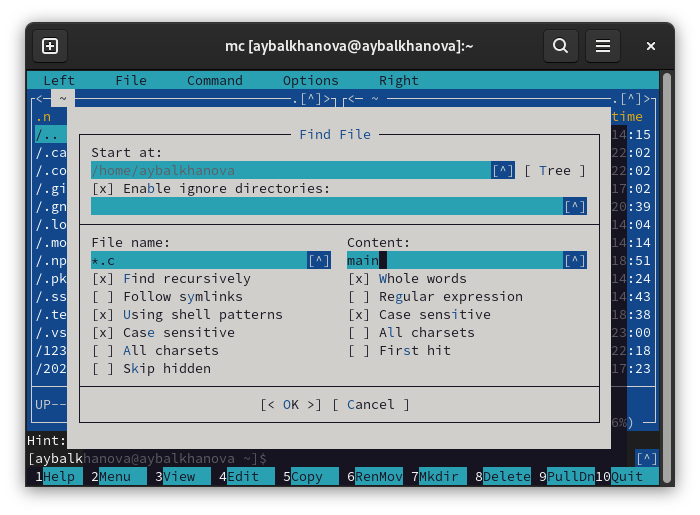 mc [aybalkhanova@aybalkhanova]:~
Left File Command Options Right
<— ~ .[^]> <— ~ .[^]>
.n time
/.. 14:15
/.ca 22:02
/.co 22:02
/.gi 17:02
/.gn 20:39
/.lo 14:04
/.mo 14:14
/.np 18:51
/.pk 14:24
/.ss 14:43
/.te 18:38
/.vs 23:00
/123 22:18
/202 17:23
UP--
6%)
Find File
Start at:
/home/aybalkhanova [^] [ Tree ]
[x] Enable ignore directories:
[^]
File name: Content:
*.c [^] main [^]
[x] Find recursively [x] Whole words
[ ] Follow symlinks [ ] Regular expression
[x] Using shell patterns [x] Case sensitive
[x] Case sensitive [ ] All charsets
[ ] All charsets [ ] First hit
[ ] Skip hidden
[< OK >] [ Cancel ]
Hint:
[aybalkhanova@aybalkhanova ~]$ [^]
1Help 2Menu 3View 4Edit 5Copy 6RenMov 7Mkdir 8Delete 9PullDn 10Quit